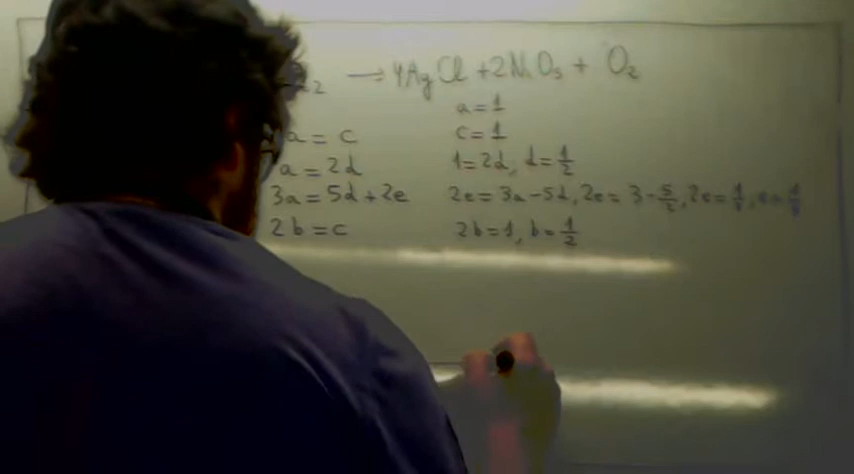 → 4AgCl + 2N₂O₅ + O₂
a = 1
a = c
c = 1
a = 2d
1 = 2d, d = 1/2
3a = 5d + 2e
2e = 3a - 5d, 2e = 3 - 5/2, 2e = 1/2,
2b = c
2b = 1, b = 1/2